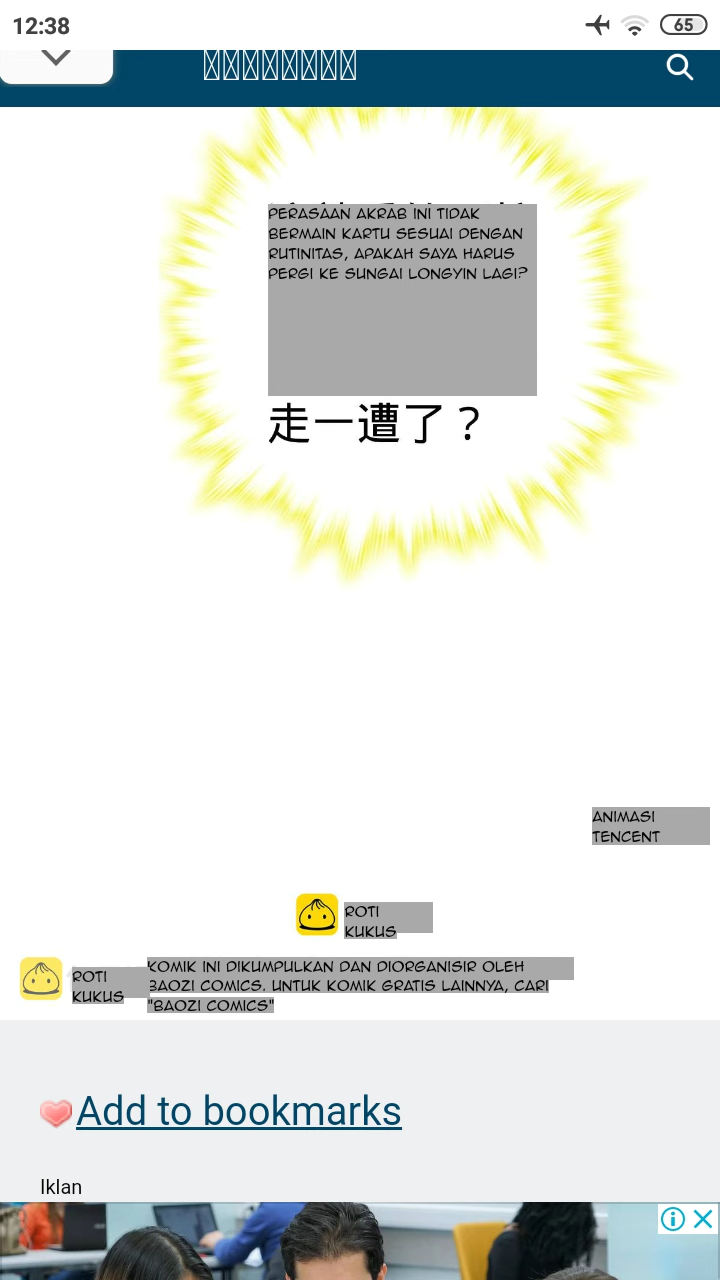 12:38
65
PERASAAN AKRAB INI TIDAK
BERMAIN KARTU SESUAI DENGAN
RUTINITAS, APAKAH SAYA HARUS
PERGI KE SUNGAI LONGYIN LAGI?
走一遭了？
ANIMASI
TENCENT
ROTI
KUKUS
ROTI
KUKUS
KOMIK INI DIKUMPULKAN DAN DIORGANISIR OLEH
BAOZI COMICS. UNTUK KOMIK GRATIS LAINNYA, CARI
"BAOZI COMICS"
Add to bookmarks
Iklan